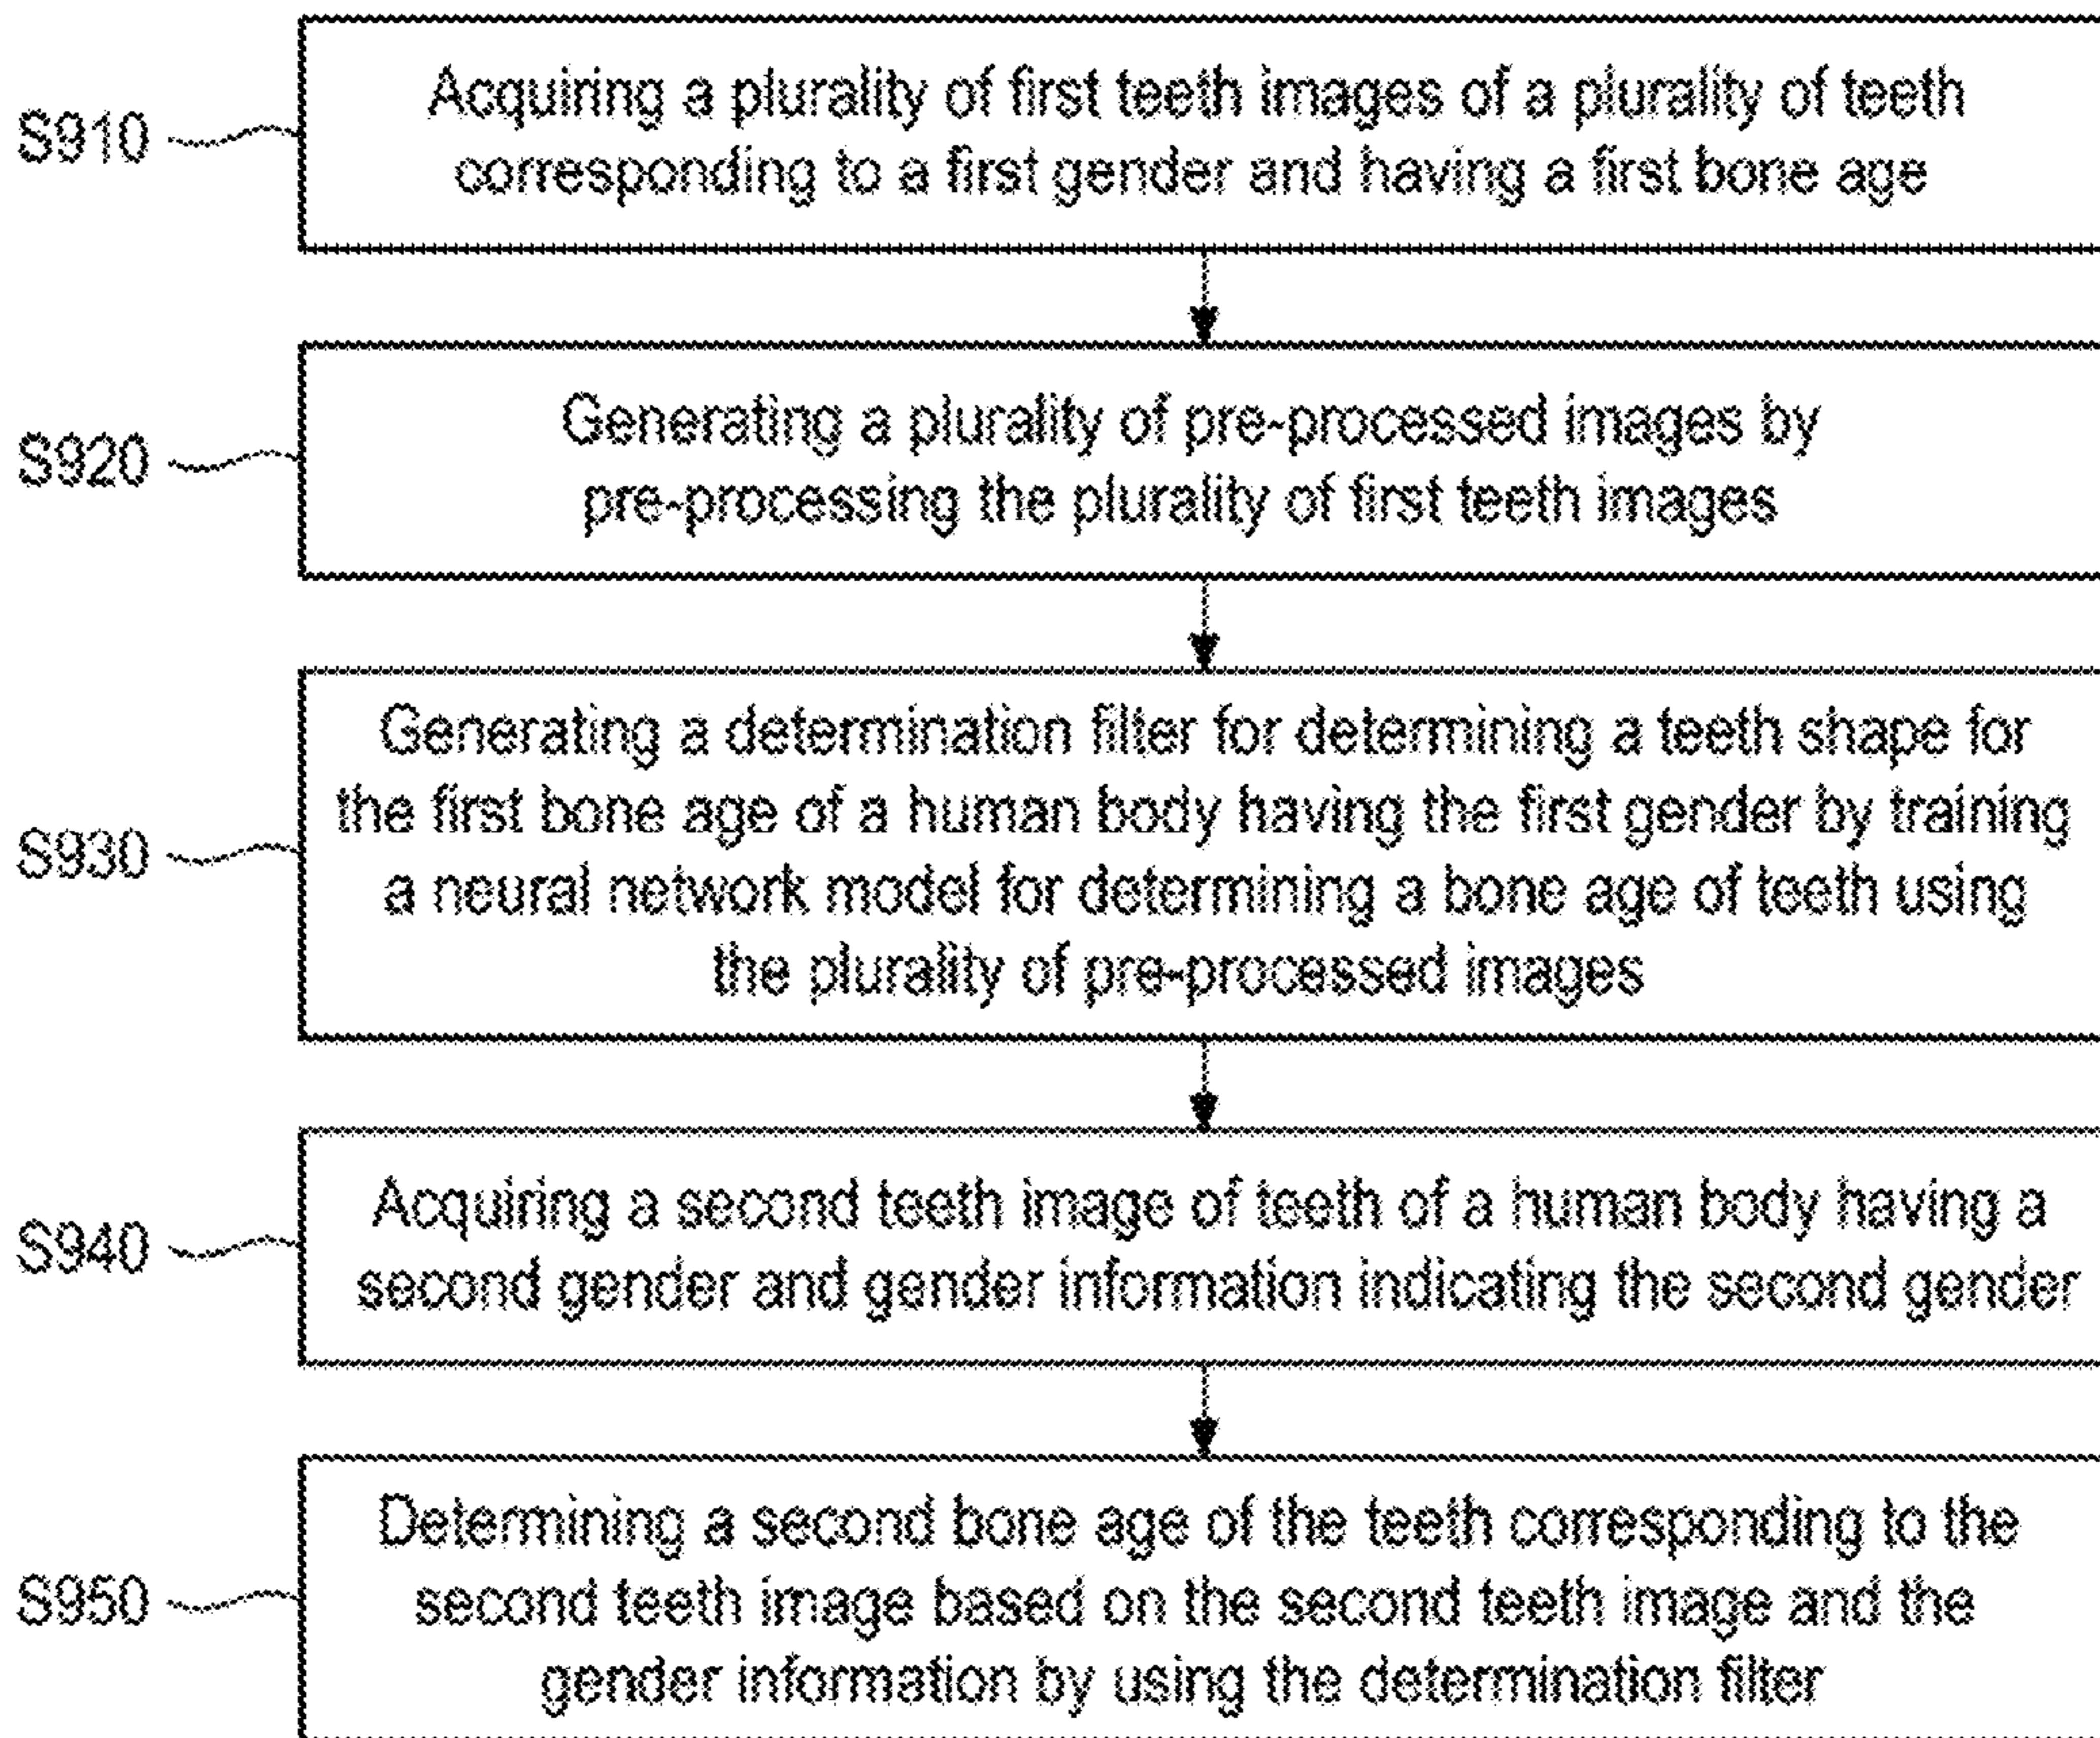 S910
Acquiring a plurality of first teeth images of a plurality of teeth
corresponding to a first gender and having a first bone age
S920
Generating a plurality of pre-processed images by
pre-processing the plurality of first teeth images
S930
Generating a determination filter for determining a teeth shape for
the first bone age of a human body having the first gender by training
a neural network model for determining a bone age of teeth using
the plurality of pre-processed images
S940
Acquiring a second teeth image of teeth of a human body having a
second gender and gender information indicating the second gender
S950
Determining a second bone age of the teeth corresponding to the
second teeth image based on the second teeth image and the
gender information by using the determination filter